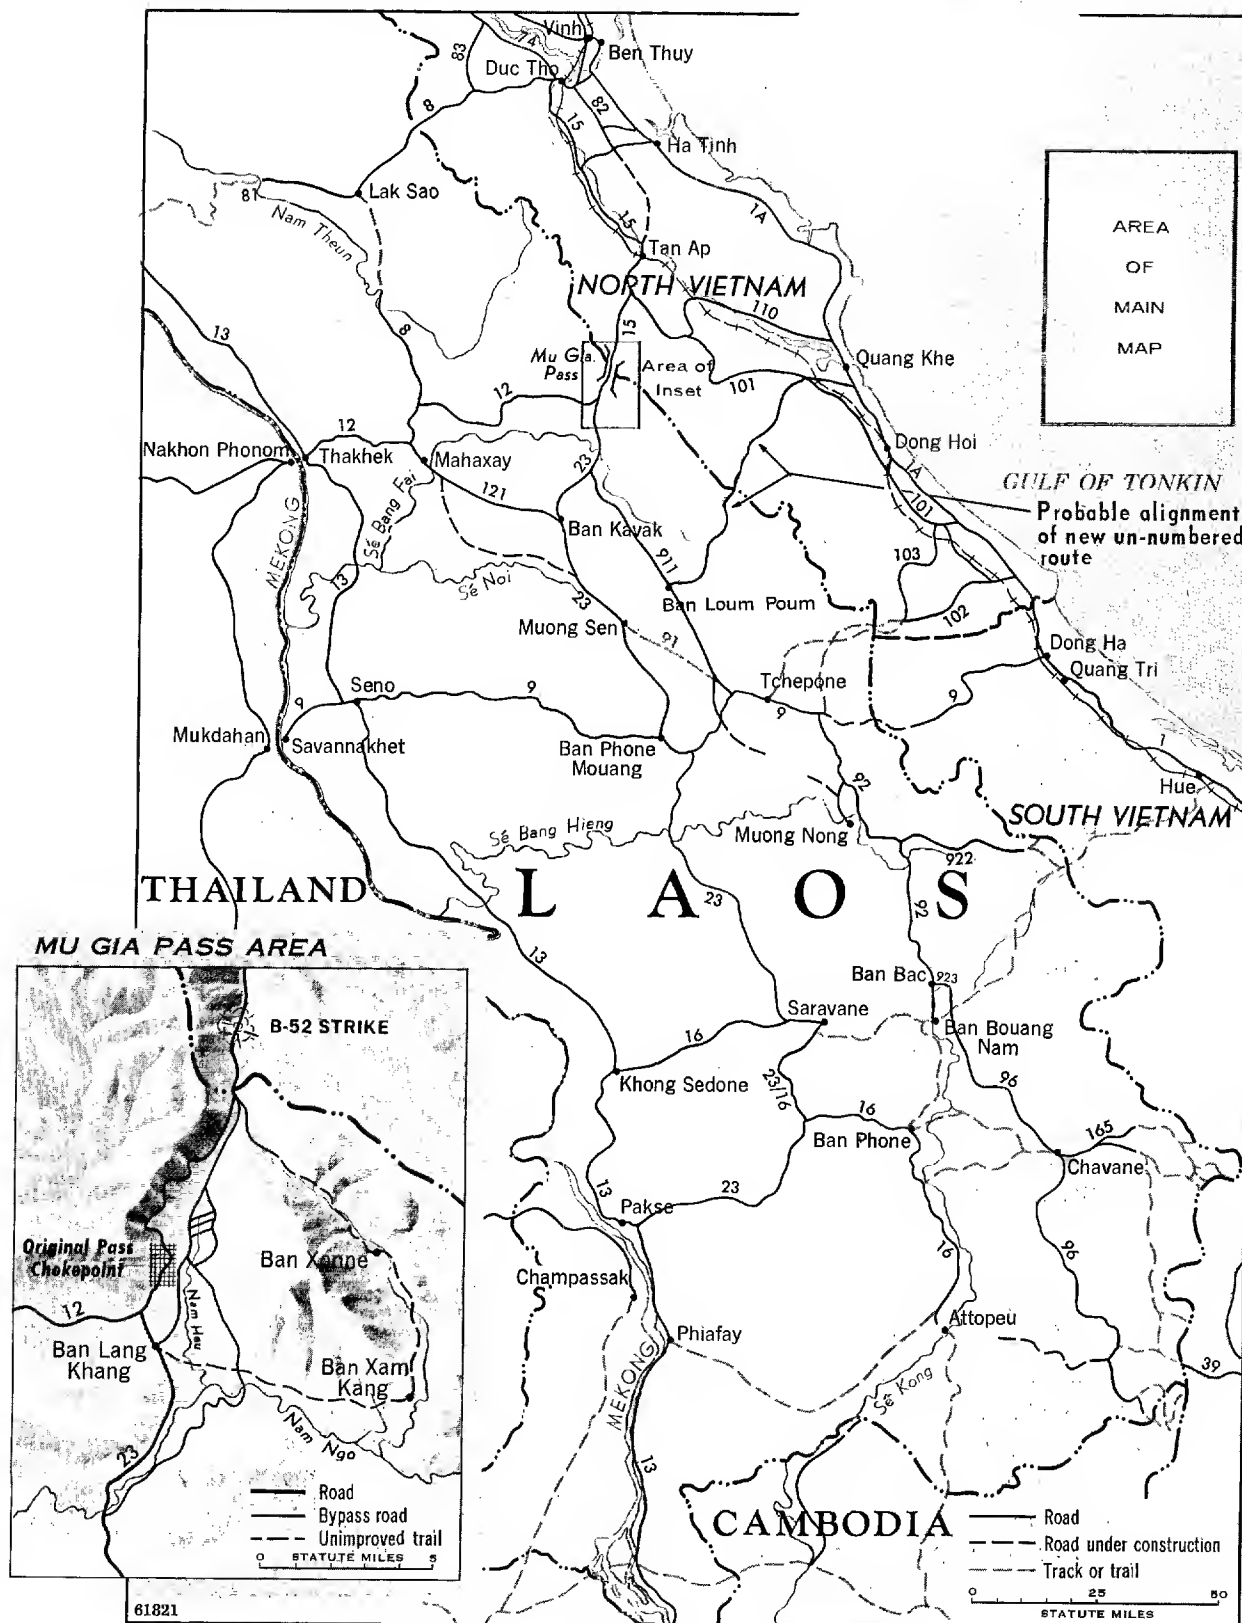 Vinh
74
83
Ben Thuy
Duc Tho
82
8
15
Ha Tinh
81
Lak Sao
1A
Nam Theun
15
Tan Ap
NORTH VIETNAM
AREA
OF
MAIN
MAP
13
8
15
110
Mu Gia
Pass
Area of
Inset
Quang Khe
101
12
12
Nakhon Phonom
Thakhek
Mahaxay
23
Dong Hoi
1A
GULF OF TONKIN
121
101
Probable alignment
of new un-numbered
route
MEKONG
Sé Bang Fai
Ban Kavak
911
103
13
Sé Noi
23
Ban Loum Poum
102
Muong Sen
91
Dong Ha
Quang Tri
Seno
9
Tchepone
9
9
9
Mukdahan
Savannakhet
Ban Phone
Mouang
1
Hue
92
Sé Bang Hieng
Muong Nong
SOUTH VIETNAM
922
THAILAND
LAOS
23
92
MU GIA PASS AREA
13
Ban Bac
923
B-52 STRIKE
Saravane
Ban Bouang
Nam
16
Khong Sedone
23/16
96
16
Ban Phone
165
Chavane
13
Pakse
23
Original Pass
Chokepoint
Ban Xonne
16
96
Champassak
12
Nam Hau
Attopeu
Ban Lang
Khang
Phiafay
Ban Xam
Kang
39
MEKONG
Sé Kong
Nam Ngo
23
13
Road
Bypass road
Unimproved trail
0 STATUTE MILES 5
CAMBODIA
Road
Road under construction
Track or trail
0 25 50
STATUTE MILES
61821